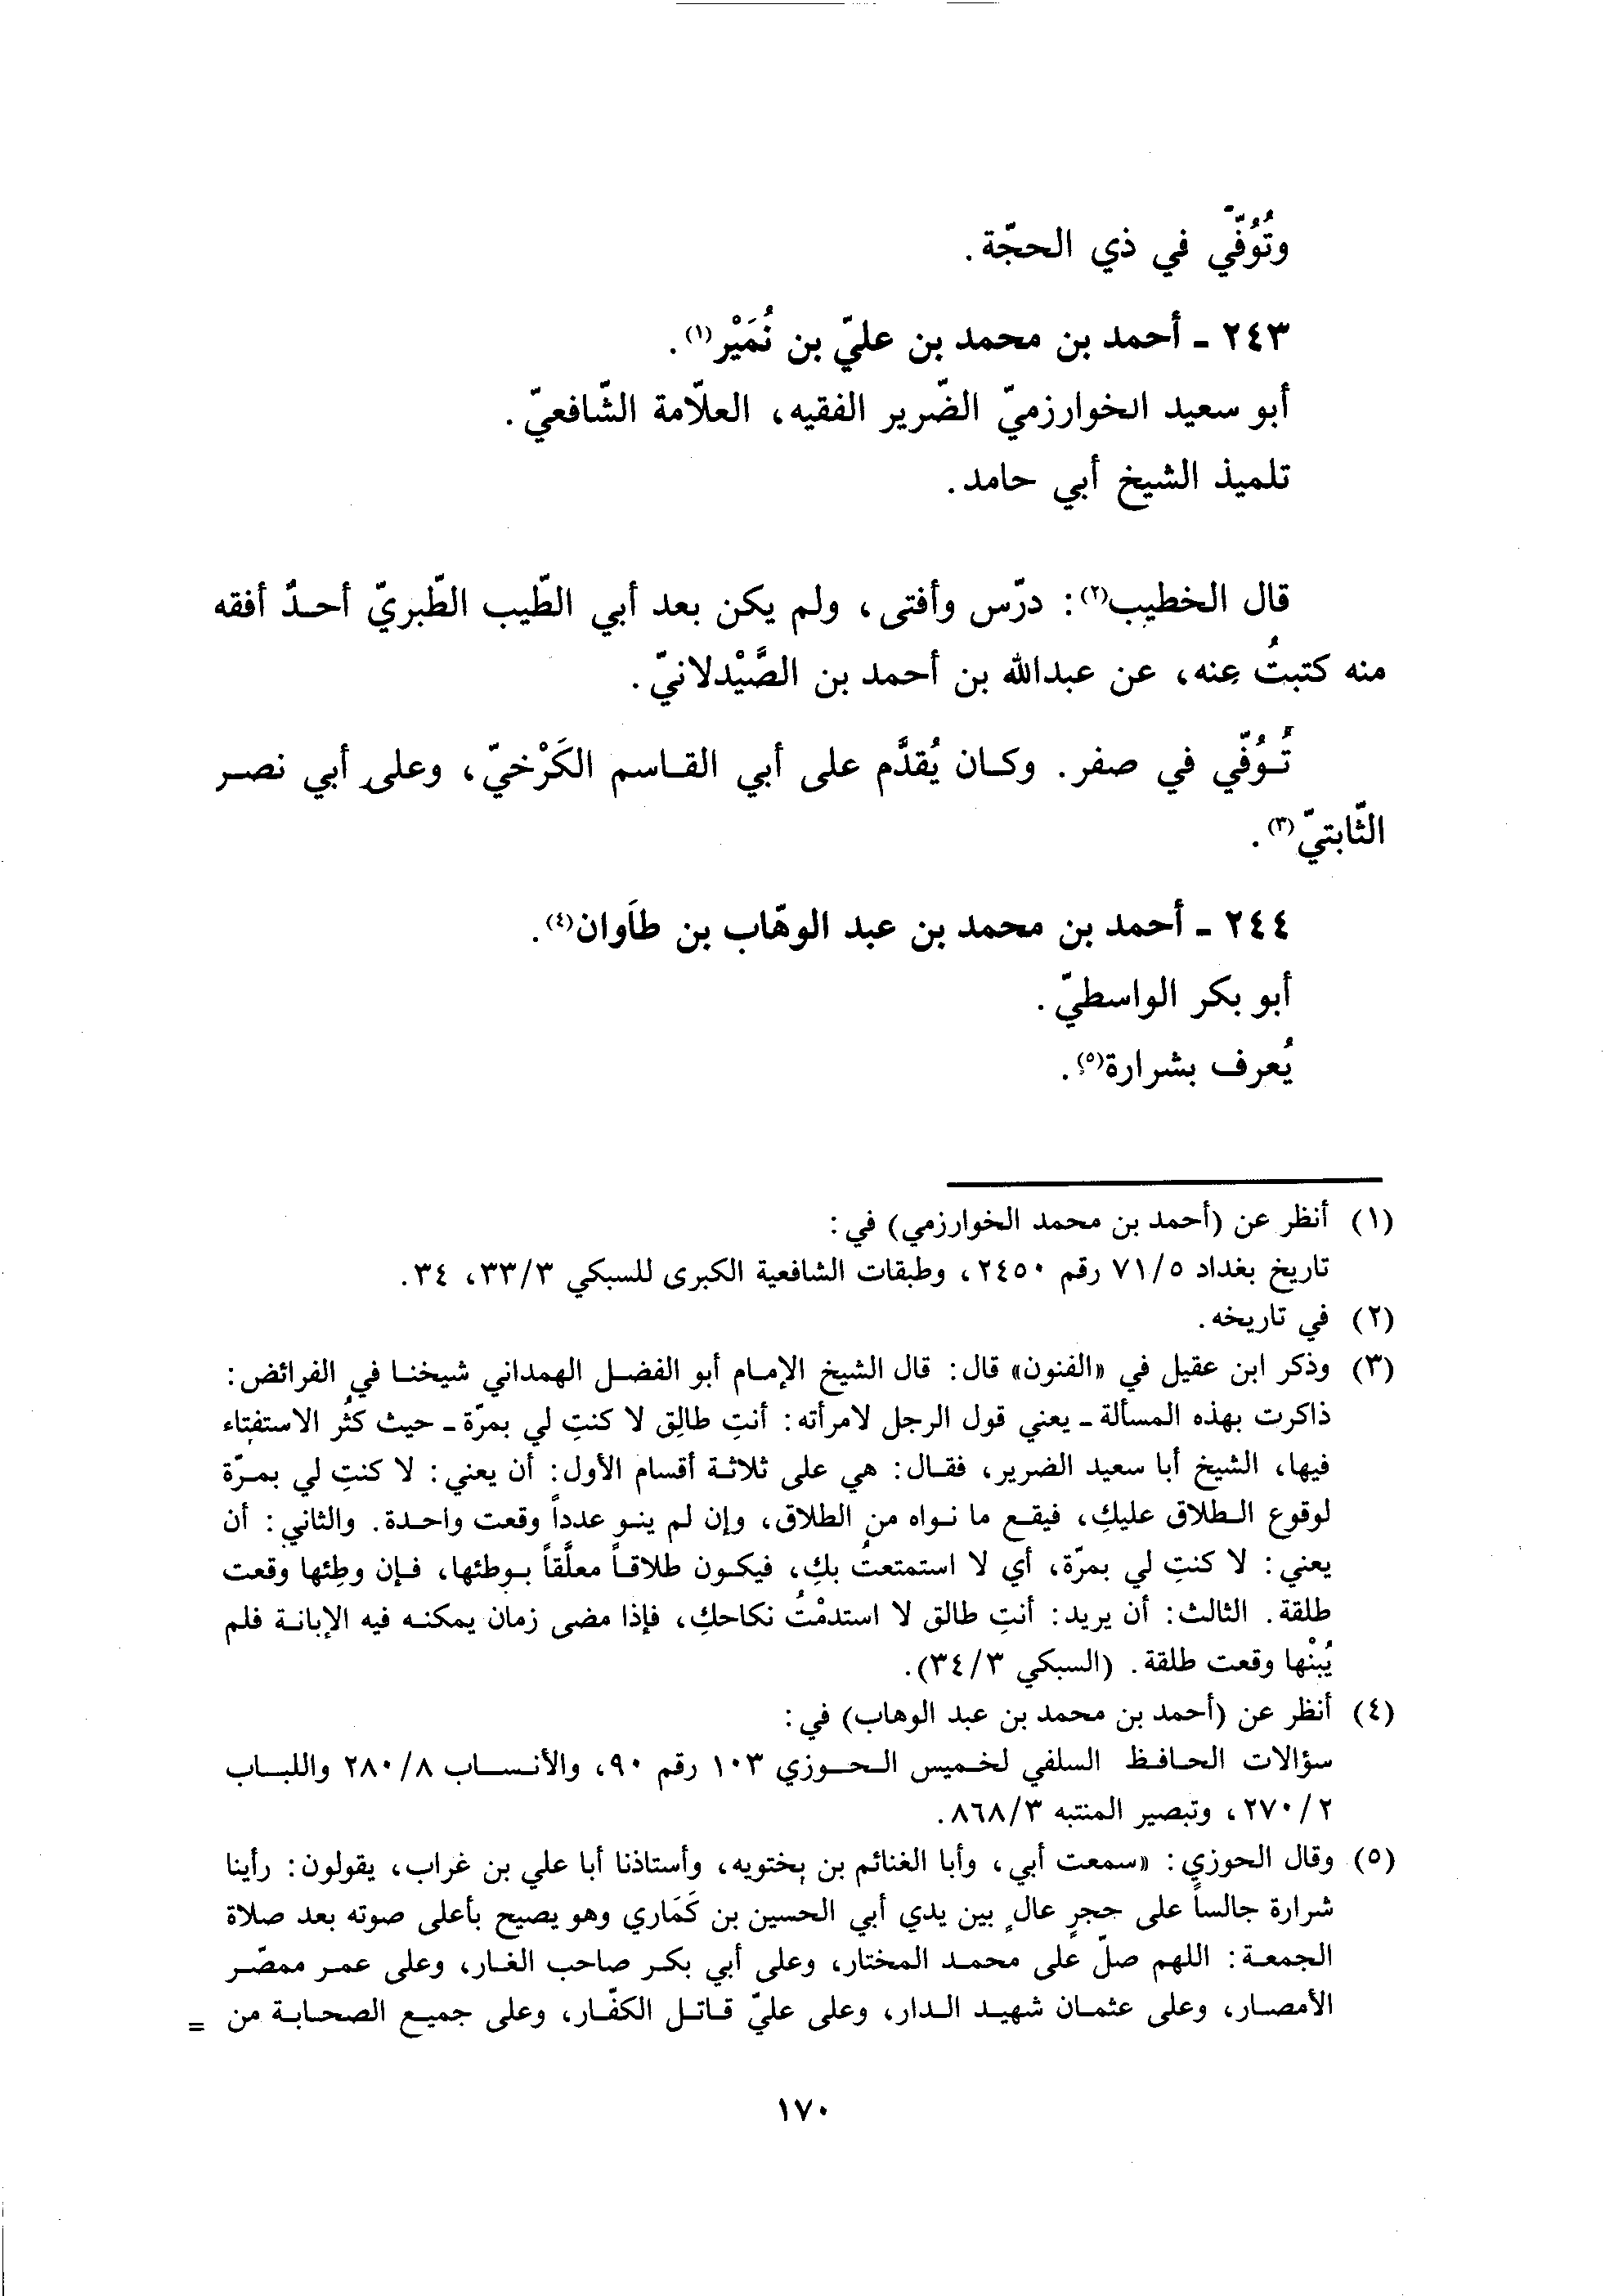 وتُوُفّي في ذي الحجّة.
٢٤٣ ـ أحمد بن محمد بن عليّ بن نُمَيْر(١).
أبو سعيد الخوارزميّ الضّرير الفقيه، العلّامة الشّافعيّ.
تلميذ الشيخ أبي حامد.
قال الخطيب(٢): درّس وأفتى، ولم يكن بعد أبي الطّيب الطّبريّ أحدٌ أفقه
منه كتبتُ عنه، عن عبدالله بن أحمد بن الصَّيْدلانيّ.
تُوُفّي في صفر. وكان يُقدَّم على أبي القاسم الكَرْخيّ، وعلى أبي نصر
الثّابتيّ(٣).
٢٤٤ ـ أحمد بن محمد بن عبد الوهّاب بن طَاوان(٤).
أبو بكر الواسطيّ.
يُعرف بشرارة(٥).
(١) أنظر عن (أحمد بن محمد الخوارزمي) في:
تاريخ بغداد ٧١/٥ رقم ٢٤٥٠، وطبقات الشافعية الكبرى للسبكي ٣٣/٣، ٣٤.
(٢) في تاريخه.
(٣) وذكر ابن عقيل في «الفنون» قال: قال الشيخ الإمام أبو الفضل الهمداني شيخنا في الفرائض:
ذاكرت بهذه المسألة ـ يعني قول الرجل لامرأته: أنتِ طالِق لا كنتِ لي بمرّة ـ حيث كثُر الاستفتاء
فيها، الشيخ أبا سعيد الضرير، فقال: هي على ثلاثة أقسام الأول: أن يعني: لا كنتِ لي بمرّة
لوقوع الطلاق عليكِ، فيقع ما نواه من الطلاق، وإن لم ينو عدداً وقعت واحدة. والثاني: أن
يعني: لا كنتِ لي بمرّة، أي لا استمتعتُ بكِ، فيكون طلاقاً معلَّقاً بوطئها، فإن وطِئها وقعت
طلقة. الثالث: أن يريد: أنتِ طالق لا استدمْتُ نكاحكِ، فإذا مضى زمان يمكنه فيه الإبانة فلم
يُبنْها وقعت طلقة. (السبكي ٣٤/٣).
(٤) أنظر عن (أحمد بن محمد بن عبد الوهاب) في:
سؤالات الحافظ السلفي لخميس الحوزي ١٠٣ رقم ٩٠، والأنساب ٢٨٠/٨ واللباب
٢٧٠/٢، وتبصير المنتبه ٨٦٨/٣.
(٥) وقال الحوزي: «سمعت أبي، وأبا الغنائم بن بختويه، وأستاذنا أبا علي بن غراب، يقولون: رأينا
شرارة جالساً على حجرٍ عالٍ بين يدي أبي الحسين بن كَمَاري وهو يصيح بأعلى صوته بعد صلاة
الجمعة: اللهم صلّ على محمد المختار، وعلى أبي بكر صاحب الغار، وعلى عمر ممصّر
الأمصار، وعلى عثمان شهيد الدار، وعلى عليّ قاتل الكفّار، وعلى جميع الصحابة من =
١٧٠